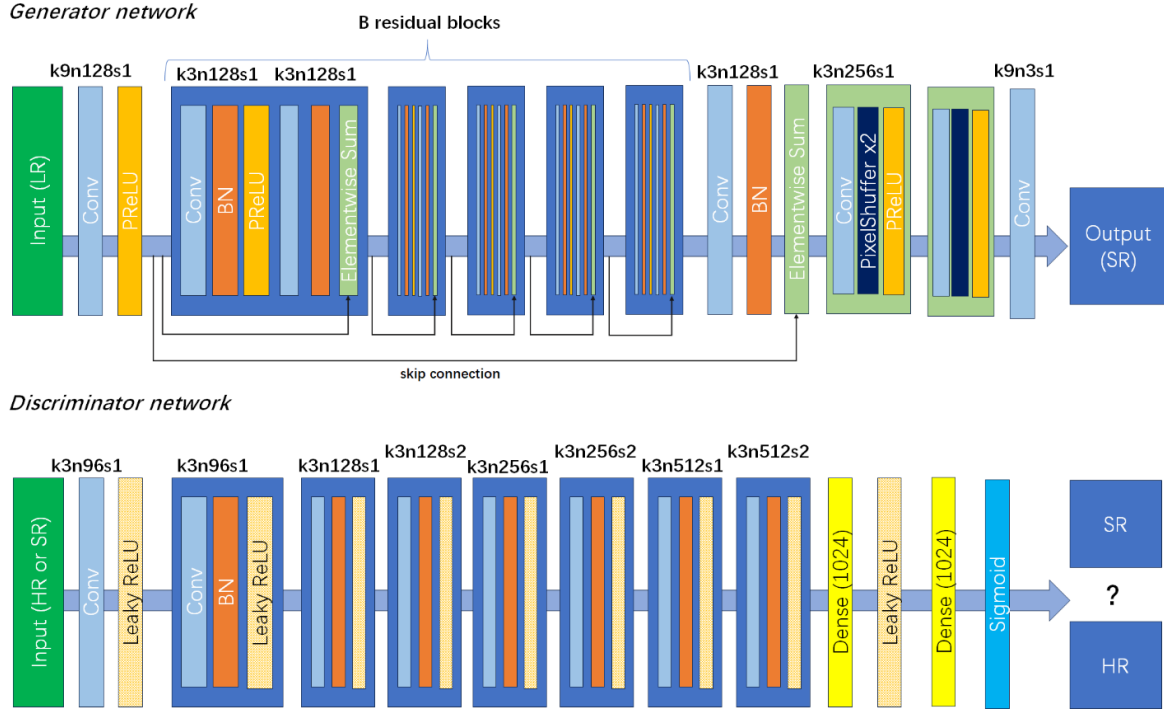 Generator network
B residual blocks
k9n128s1
k3n128s1
k3n128s1
k3n128s1
k3n256s1
k9n3s1
Input (LR)
Conv
PReLU
Conv
BN
PReLU
Elementwise Sum
Conv
BN
Elementwise Sum
Conv
PixelShuffer x2
PReLU
Conv
Output
(SR)
skip connection
Discriminator network
k3n96s1
k3n96s1
k3n128s1
k3n128s2
k3n256s1
k3n256s2
k3n512s1
k3n512s2
Input (HR or SR)
Conv
Leaky ReLU
Conv
BN
Leaky ReLU
Dense (1024)
Leaky ReLU
Dense (1024)
Sigmoid
SR
?
HR